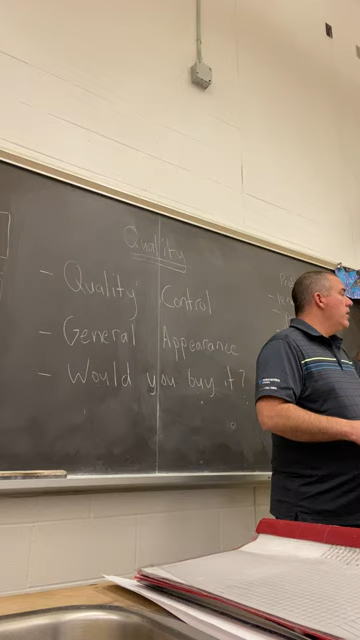 Quality
- Quality Control
- General Appearance
- Would you buy it?